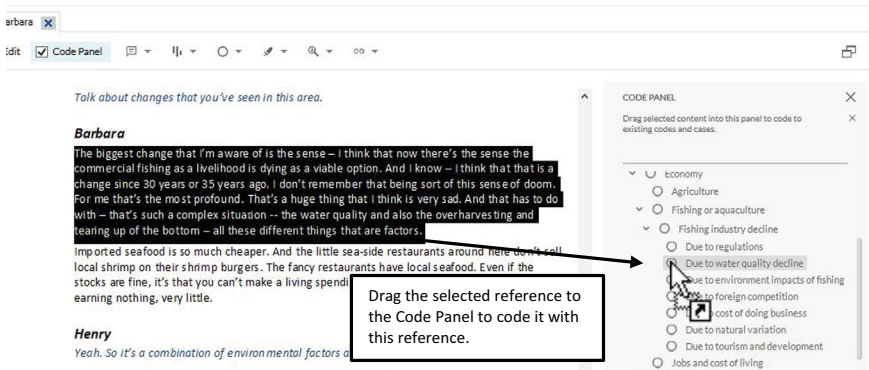 arbara
Edit Code Panel
Talk about changes that you've seen in this area.
Barbara
The biggest change that I'm aware of is the sense – I think that now there's the sense the
commercial fishing as a livelihood is dying as a viable option. And I know – I think that that is a
change since 30 years or 35 years ago. I don't remember that being sort of this sense of doom.
For me that's the most profound. That's a huge thing that I think is very sad. And that has to do
with – that's such a complex situation -- the water quality and also the overharvesting and
tearing up of the bottom – all these different things that are factors.
Imported seafood is so much cheaper. And the little sea-side restaurants around here don't sell
local shrimp on their shrimp burgers. The fancy restaurants have local seafood. Even if the
stocks are fine, it's that you can't make a living spendi
earning nothing, very little.
Henry
Yeah. So it's a combination of environmental factors a
Drag the selected reference to
the Code Panel to code it with
this reference.
CODE PANEL
Drag selected content into this panel to code to
existing codes and cases.
Economy
Agriculture
Fishing or aquaculture
Fishing industry decline
Due to regulations
Due to water quality decline
Due to environment impacts of fishing
to foreign competition
cost of doing business
Due to natural variation
Due to tourism and development
Jobs and cost of living